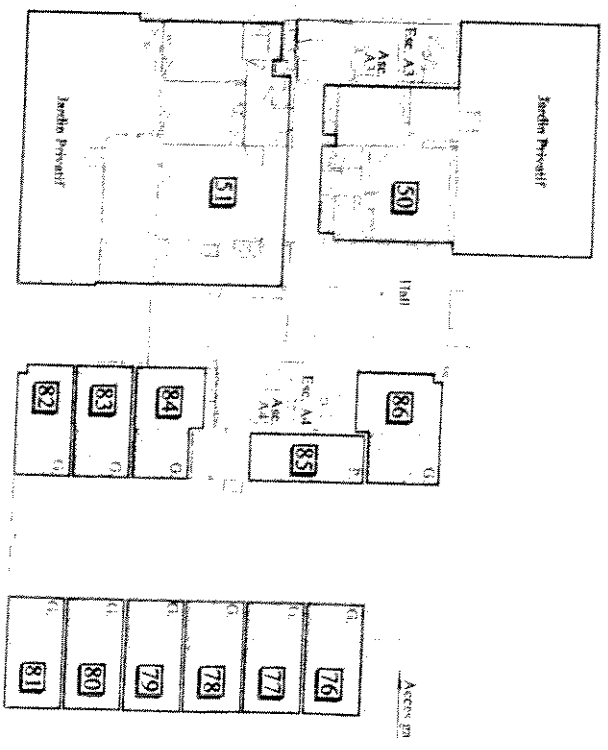 Jardin Privatif
Esc. A3
Asc. A3
50
Hall
Jardin Privatif
51
86
G.
Esc. A4
Asc. A4
85
P.
84
G.
83
G.
82
G.
G.
76
G.
77
G.
78
G.
79
G.
80
G.
81